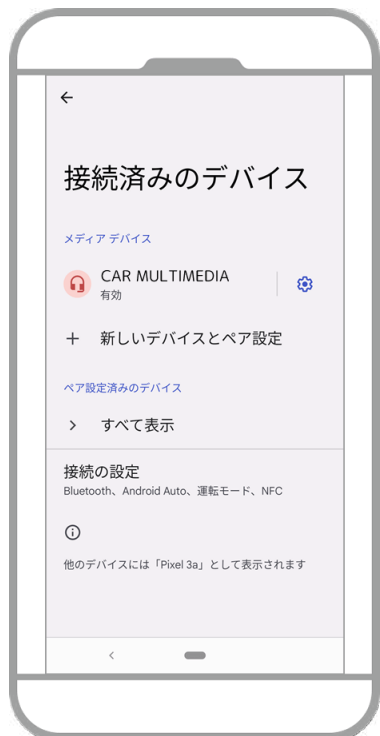 接続済みのデバイス
メディア デバイス
CAR MULTIMEDIA
有効
新しいデバイスとペア設定
ペア設定済みのデバイス
すべて表示
接続の設定
Bluetooth、Android Auto、運転モード、NFC
他のデバイスには「Pixel 3a」として表示されます